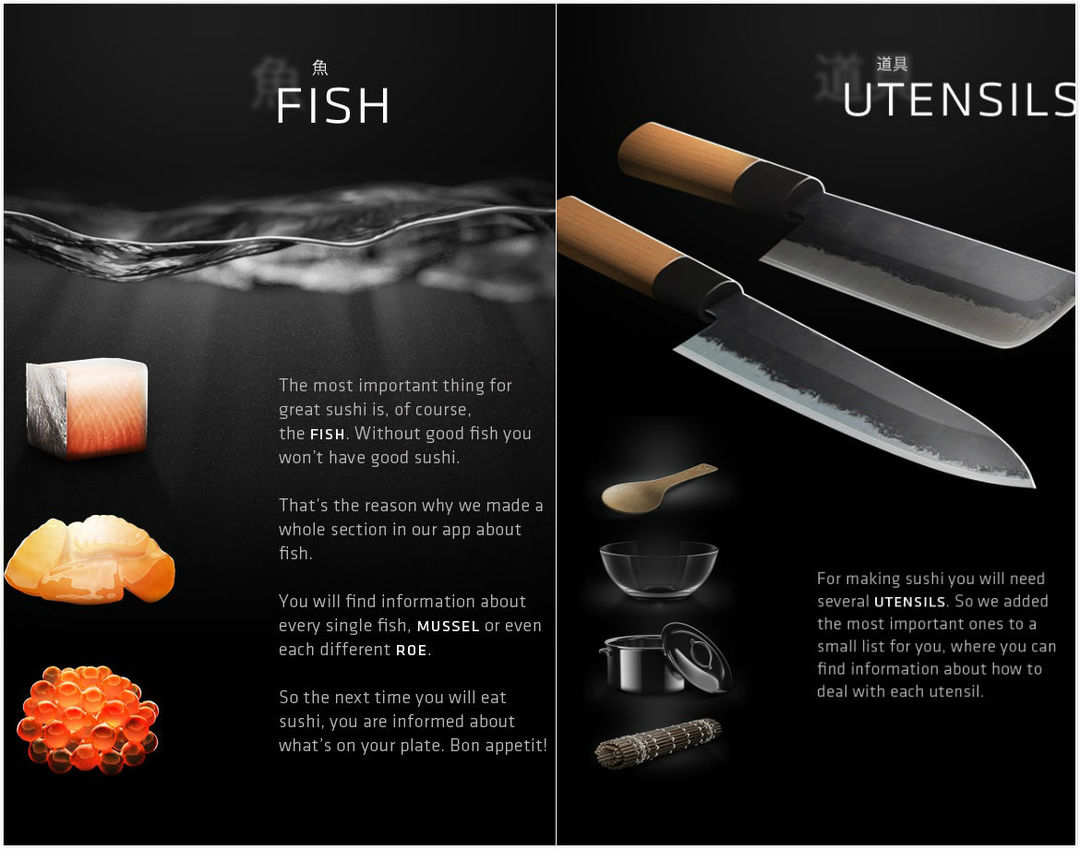 魚
FISH
The most important thing for
great sushi is, of course,
the FISH. Without good fish you
won't have good sushi.
That's the reason why we made a
whole section in our app about
fish.
You will find information about
every single fish, MUSSEL or even
each different ROE.
So the next time you will eat
sushi, you are informed about
what's on your plate. Bon appetit!
道具
UTENSILS
For making sushi you will need
several UTENSILS. So we added
the most important ones to a
small list for you, where you can
find information about how to
deal with each utensil.